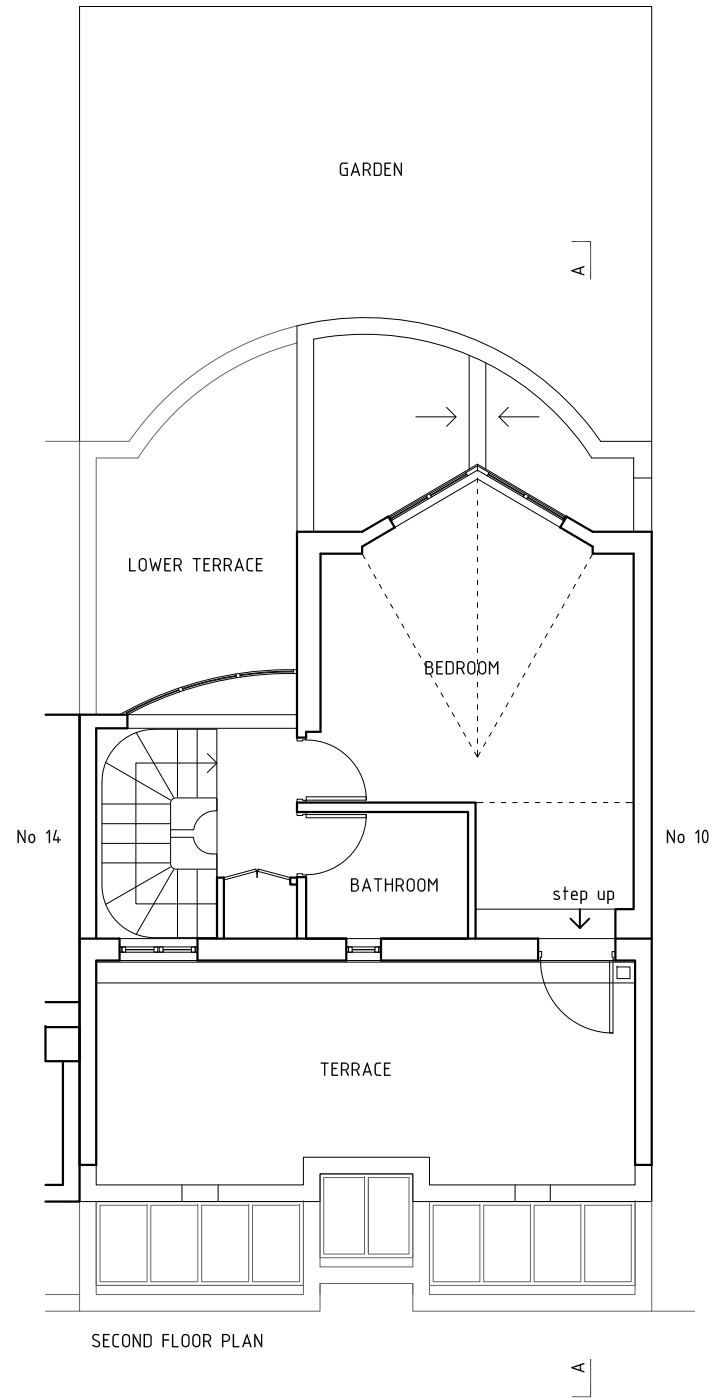 GARDEN
A
LOWER TERRACE
BEDROOM
No 14
No 10
BATHROOM
step up
TERRACE
SECOND FLOOR PLAN
A